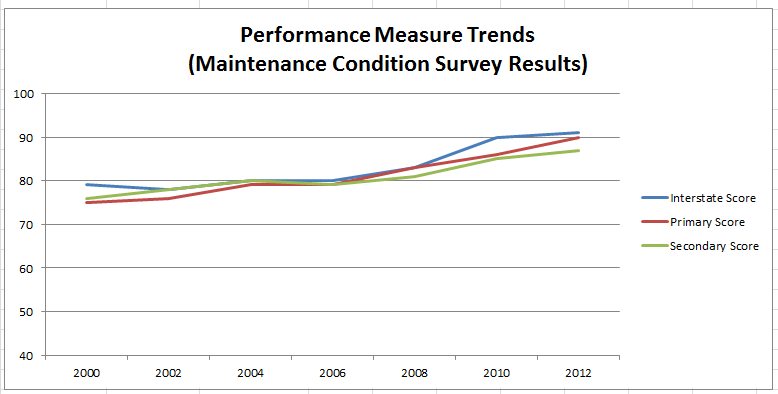 Performance Measure Trends
(Maintenance Condition Survey Results)
100
90
80
70
60
50
40
2000 2002 2004 2006 2008 2010 2012
Interstate Score
Primary Score
Secondary Score